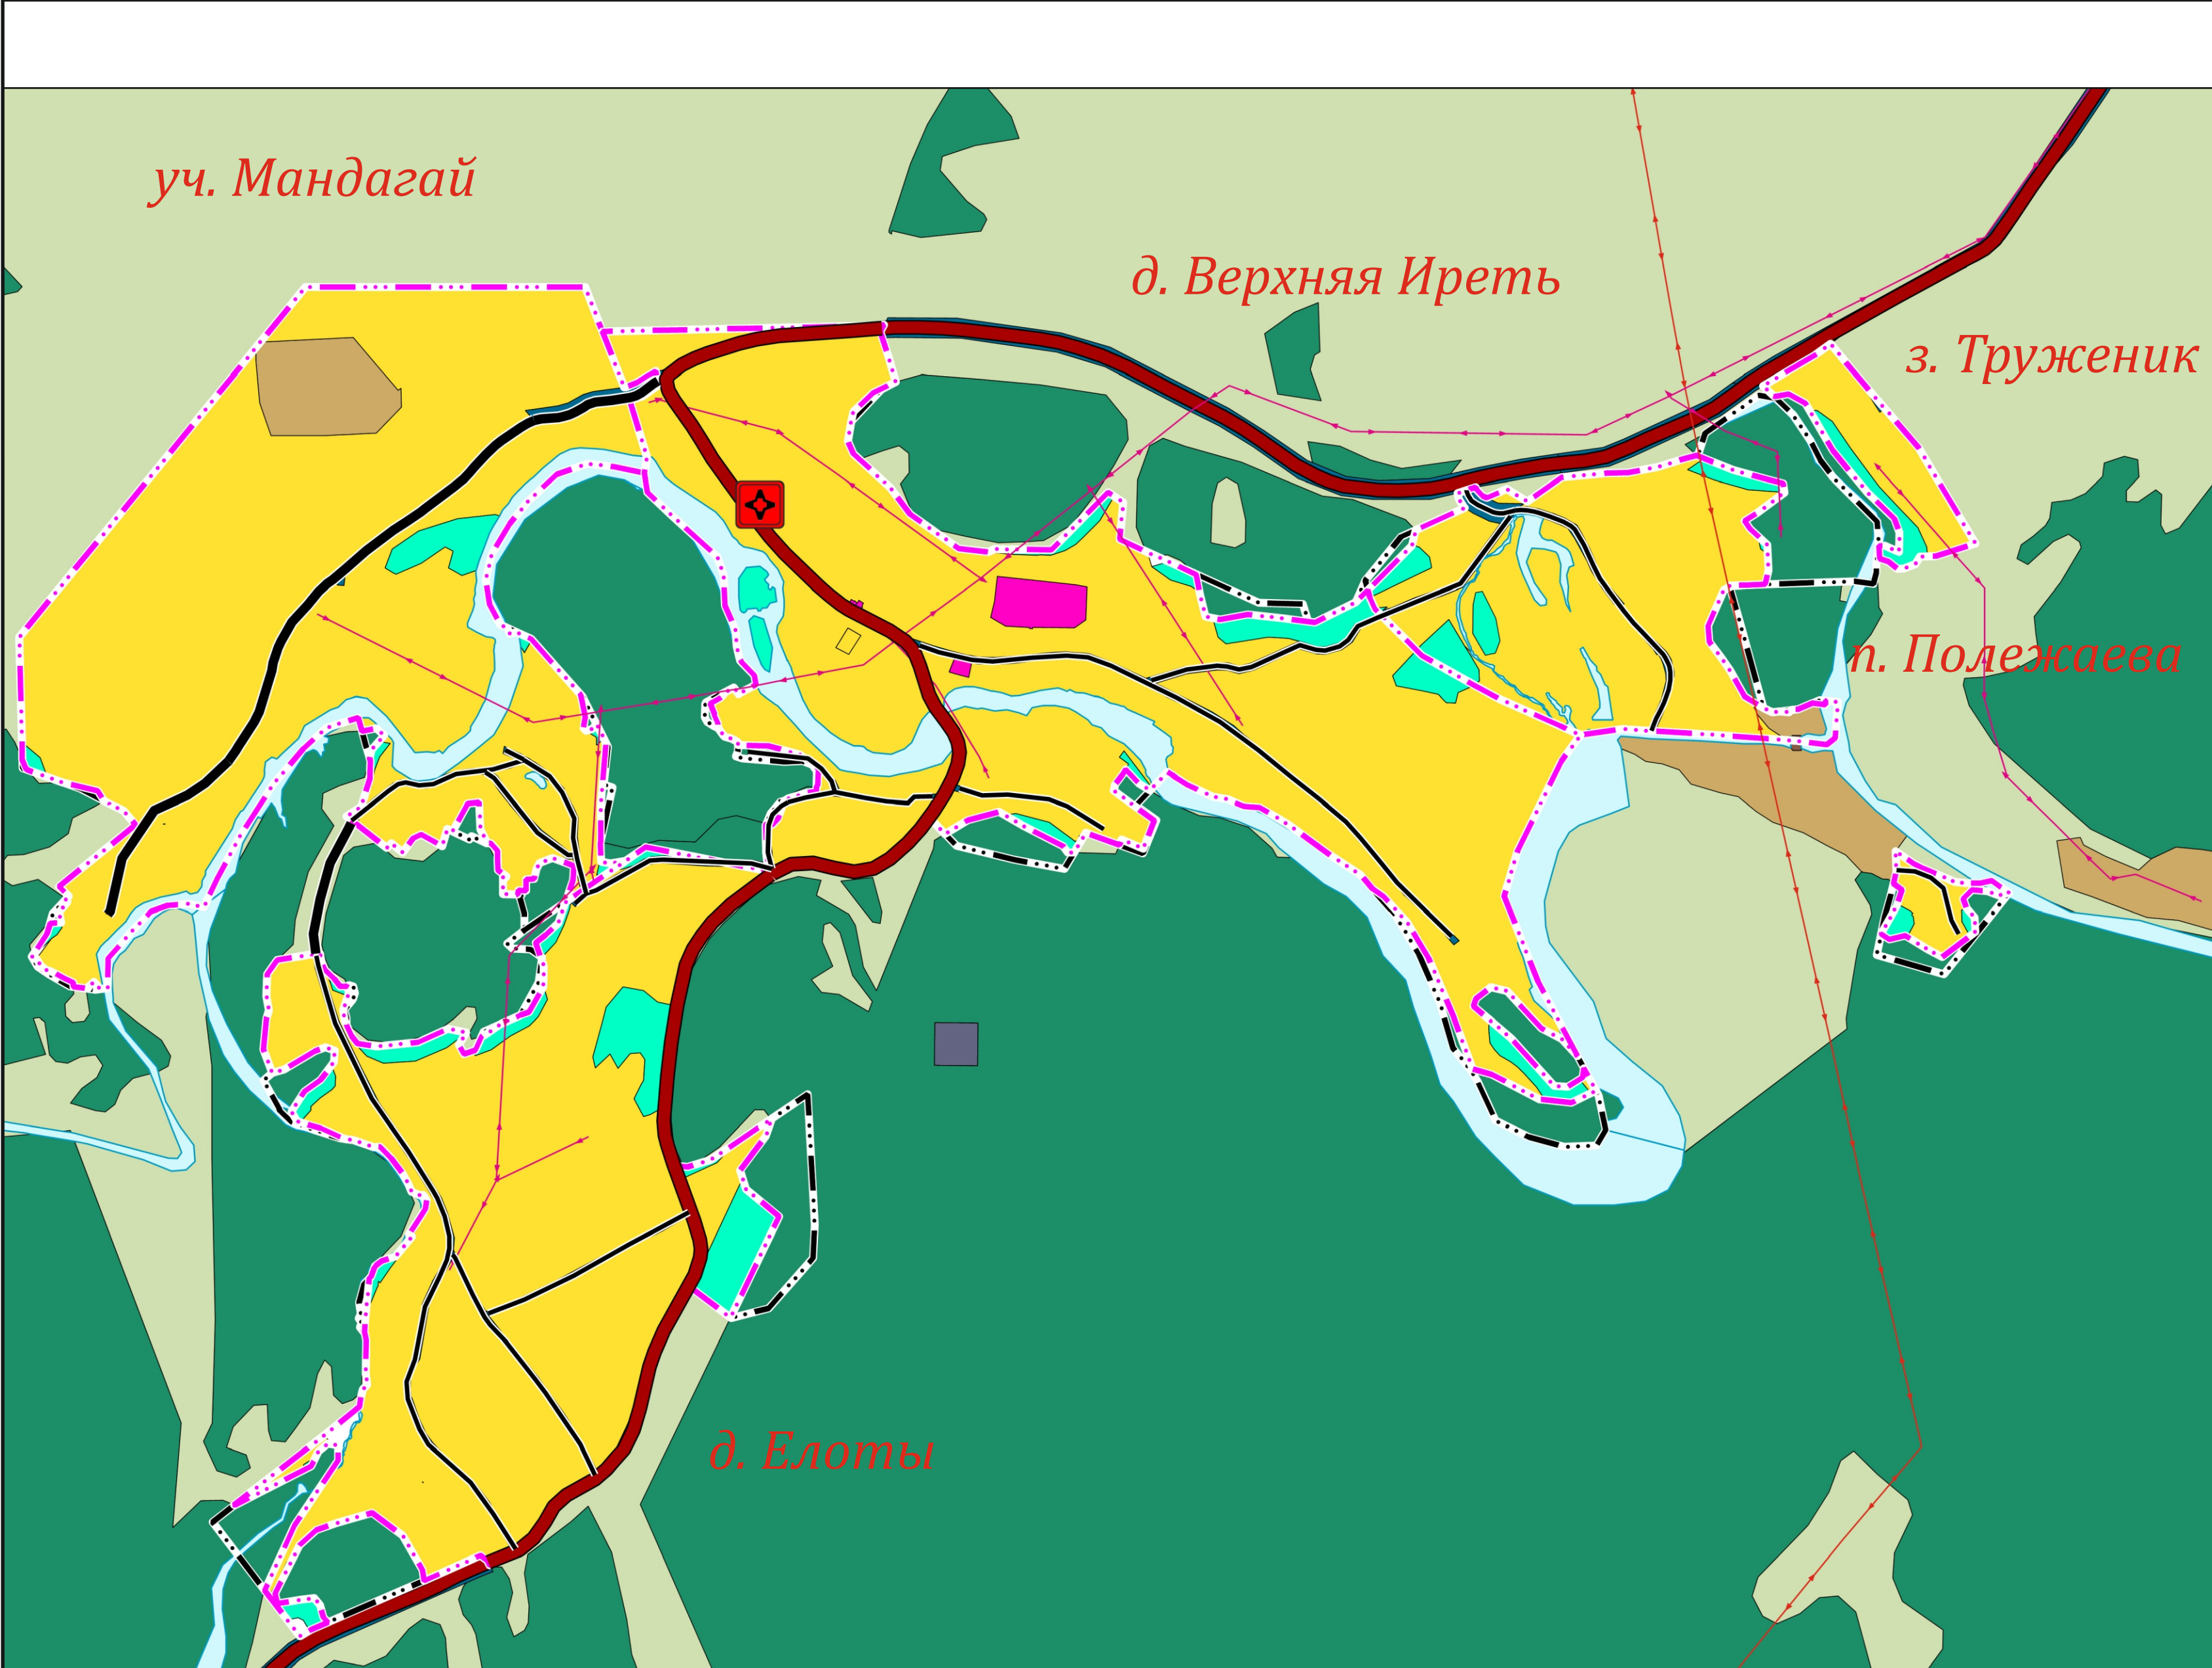 уч. Мандагай
д. Верхняя Иреть
з. Труженик
п. Полежаева
д. Елоты